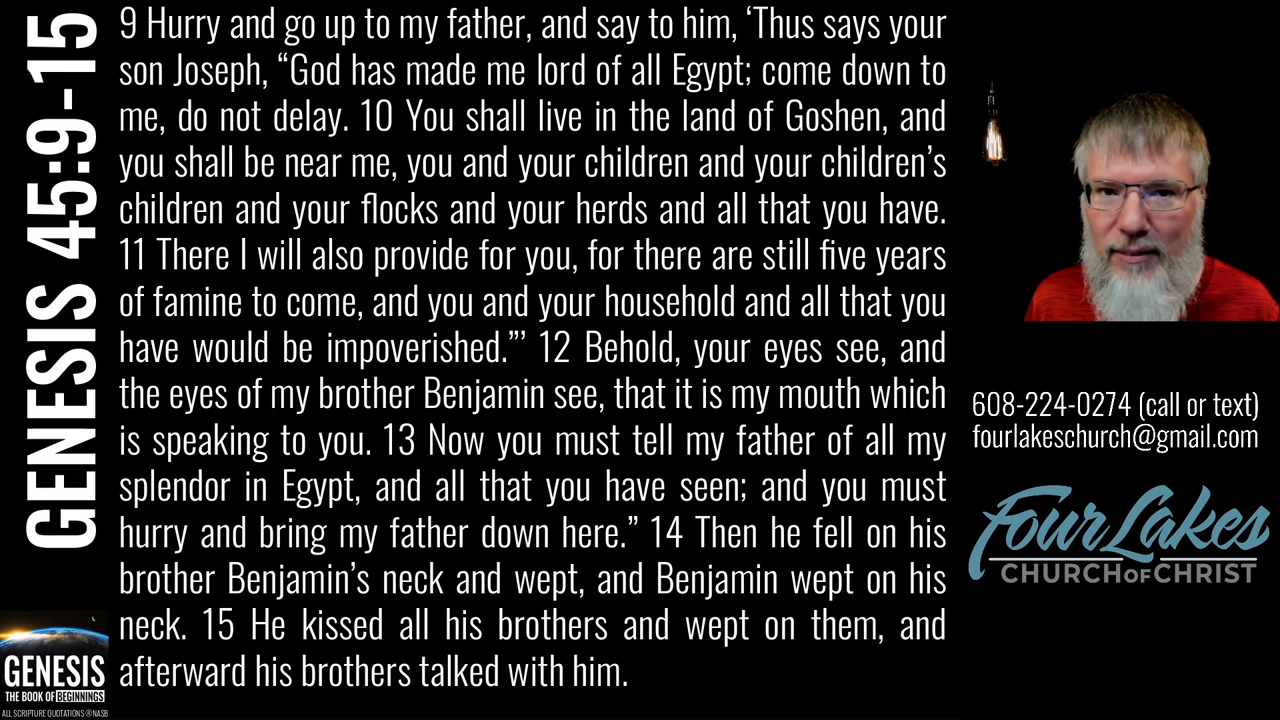 GENESIS 45:9-15
9 Hurry and go up to my father, and say to him, ‘Thus says your
son Joseph, “God has made me lord of all Egypt; come down to
me, do not delay. 10 You shall live in the land of Goshen, and
you shall be near me, you and your children and your children’s
children and your flocks and your herds and all that you have.
11 There I will also provide for you, for there are still five years
of famine to come, and you and your household and all that you
have would be impoverished.”’ 12 Behold, your eyes see, and
the eyes of my brother Benjamin see, that it is my mouth which
is speaking to you. 13 Now you must tell my father of all my
splendor in Egypt, and all that you have seen; and you must
hurry and bring my father down here.” 14 Then he fell on his
brother Benjamin’s neck and wept, and Benjamin wept on his
neck. 15 He kissed all his brothers and wept on them, and
afterward his brothers talked with him.
608-224-0274 (call or text)
fourlakeschurch@gmail.com
Four Lakes
CHURCH OF CHRIST
GENESIS
THE BOOK OF BEGINNINGS
ALL SCRIPTURE QUOTATIONS ®NASB